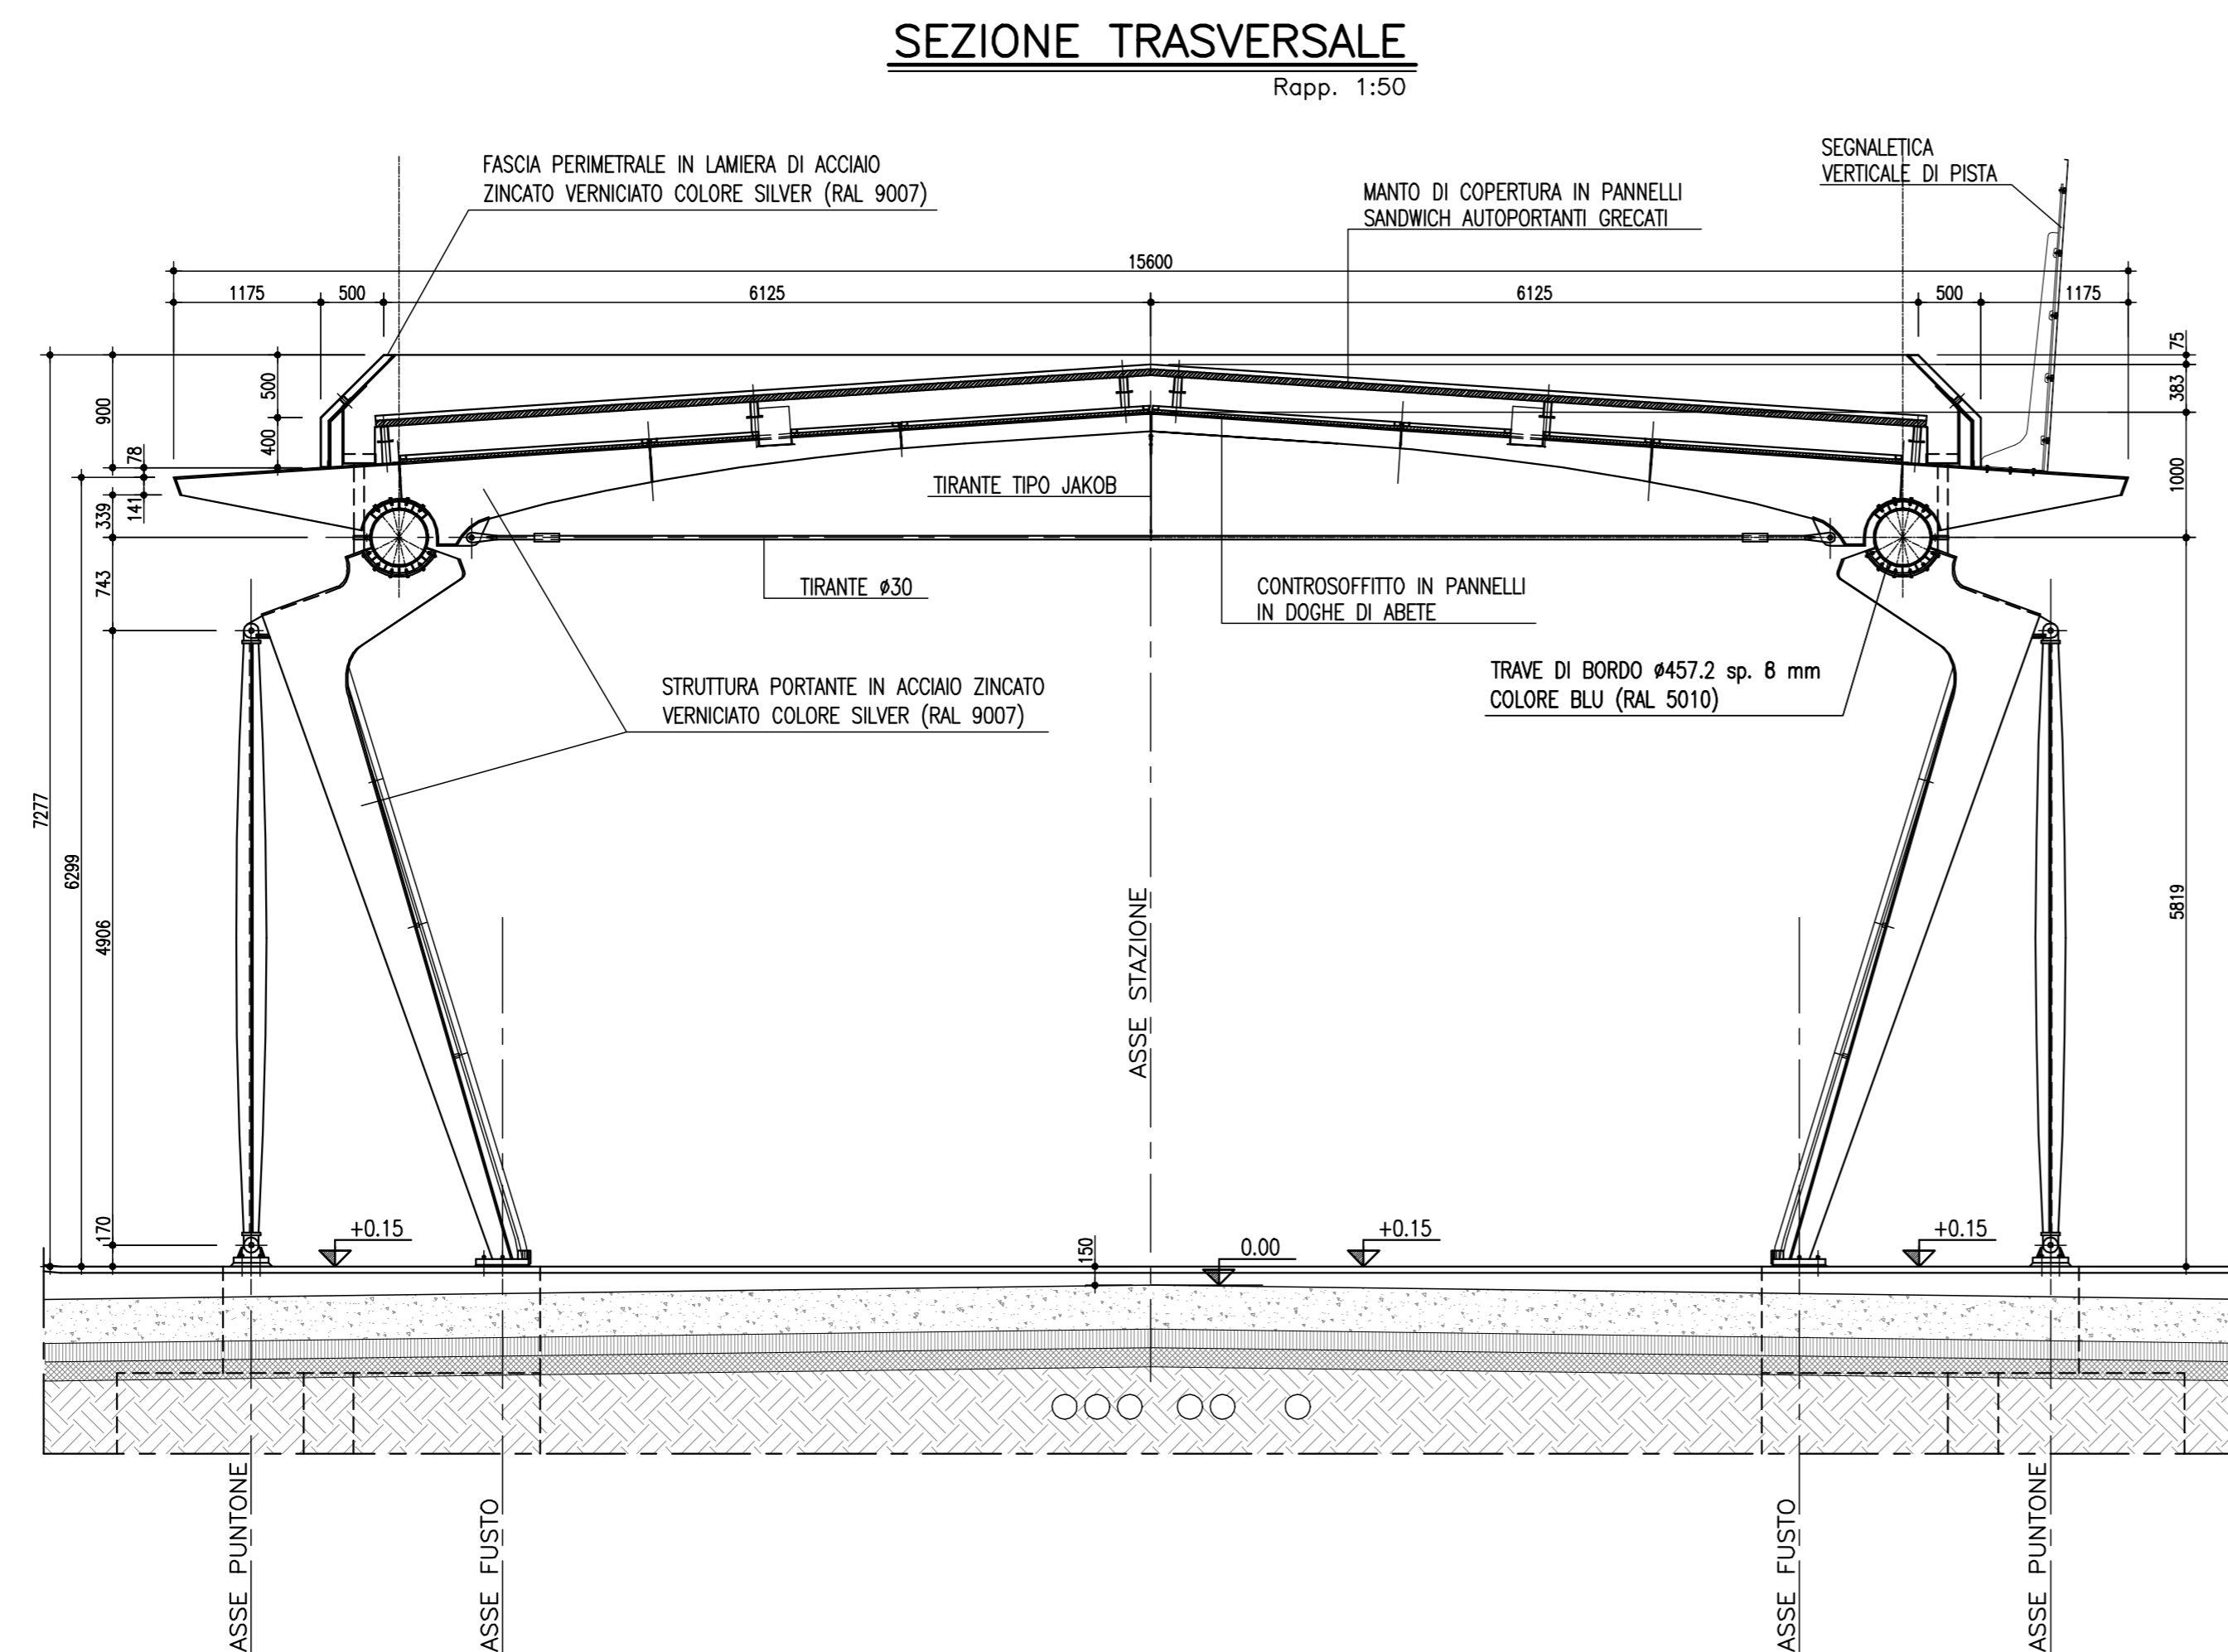 SEZIONE TRASVERSALE
Rapp. 1:50
FASCIA PERIMETRALE IN LAMIERA DI ACCIAIO
ZINCATO VERNICIATO COLORE SILVER (RAL 9007)
MANTO DI COPERTURA IN PANNELLI
SANDWICH AUTOPORTANTI GRECATI
SEGNALETICA
VERTICALE DI PISTA
15600
1175
500
6125
6125
500
1175
900
500
400
78
141
339
743
7277
6299
4906
170
75
383
1000
5819
TIRANTE TIPO JAKOB
TIRANTE ø30
CONTROSOFFITTO IN PANNELLI
IN DOGHE DI ABETE
STRUTTURA PORTANTE IN ACCIAIO ZINCATO
VERNICIATO COLORE SILVER (RAL 9007)
TRAVE DI BORDO ø457.2 sp. 8 mm
COLORE BLU (RAL 5010)
ASSE STAZIONE
+0.15
150
0.00
+0.15
+0.15
ASSE PUNTONE
ASSE FUSTO
ASSE FUSTO
ASSE PUNTONE